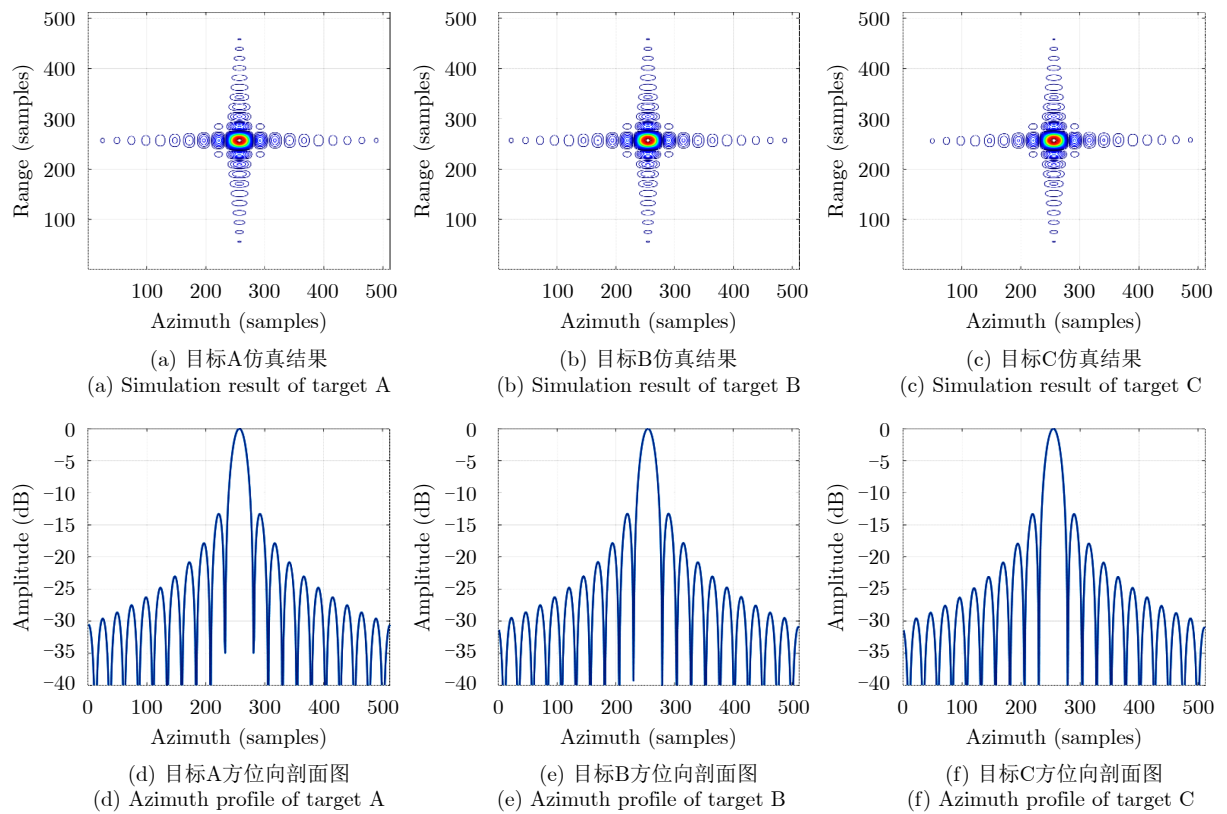 500
400
300
200
100
Range (samples)
100 200 300 400 500
Azimuth (samples)
(a) 目标A仿真结果
(a) Simulation result of target A
500
400
300
200
100
Range (samples)
100 200 300 400 500
Azimuth (samples)
(b) 目标B仿真结果
(b) Simulation result of target B
500
400
300
200
100
Range (samples)
100 200 300 400 500
Azimuth (samples)
(c) 目标C仿真结果
(c) Simulation result of target C
0
−5
−10
−15
−20
−25
−30
−35
−40
Amplitude (dB)
0 100 200 300 400 500
Azimuth (samples)
(d) 目标A方位向剖面图
(d) Azimuth profile of target A
0
−5
−10
−15
−20
−25
−30
−35
−40
Amplitude (dB)
0 100 200 300 400 500
Azimuth (samples)
(e) 目标B方位向剖面图
(e) Azimuth profile of target B
0
−5
−10
−15
−20
−25
−30
−35
−40
Amplitude (dB)
0 100 200 300 400 500
Azimuth (samples)
(f) 目标C方位向剖面图
(f) Azimuth profile of target C